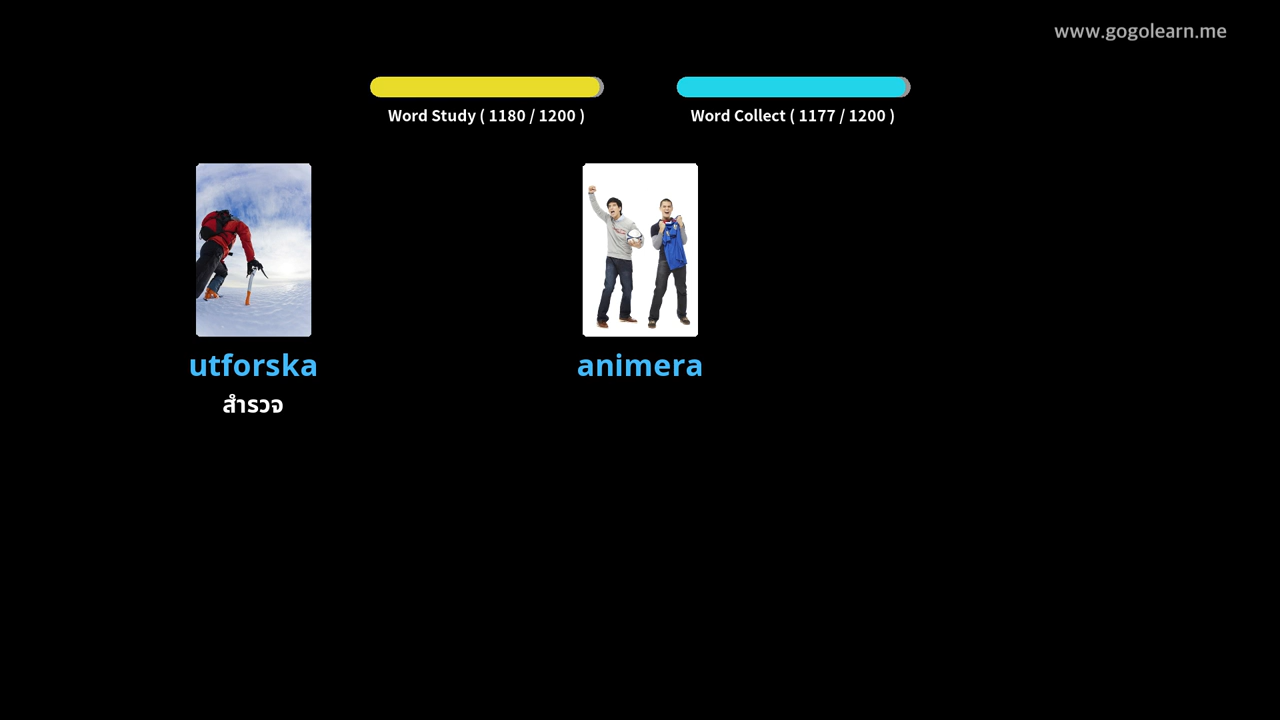 www.gogolearn.me
Word Study ( 1180 / 1200 )
Word Collect ( 1177 / 1200 )
utforska
สำรวจ
animera